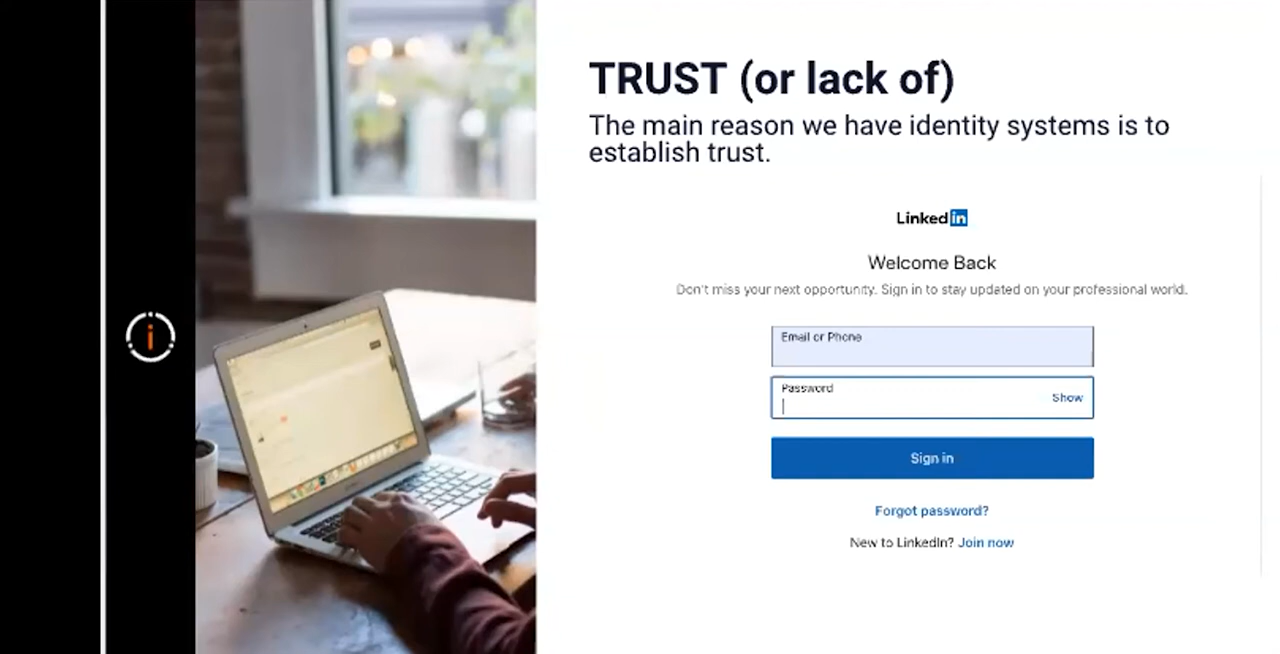 TRUST (or lack of)
The main reason we have identity systems is to
establish trust.
Linkedin
Welcome Back
Don't miss your next opportunity. Sign in to stay updated on your professional world.
Email or Phone
Password
Show
Sign in
Forgot password?
New to LinkedIn? Join now
i